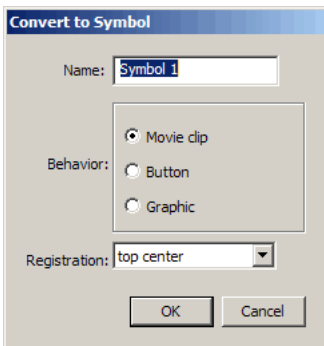 Convert to Symbol
Name: Symbol 1
Movie clip
Behavior:
Button
Graphic
Registration: top center
OK Cancel